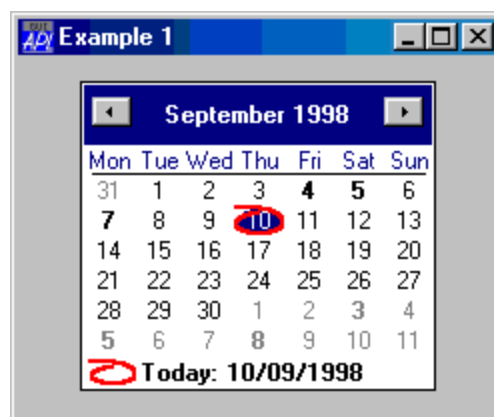 API Example 1
September 1998
Mon Tue Wed Thu Fri Sat Sun
31 1 2 3 4 5 6
7 8 9 10 11 12 13
14 15 16 17 18 19 20
21 22 23 24 25 26 27
28 29 30 1 2 3 4
5 6 7 8 9 10 11
Today: 10/09/1998